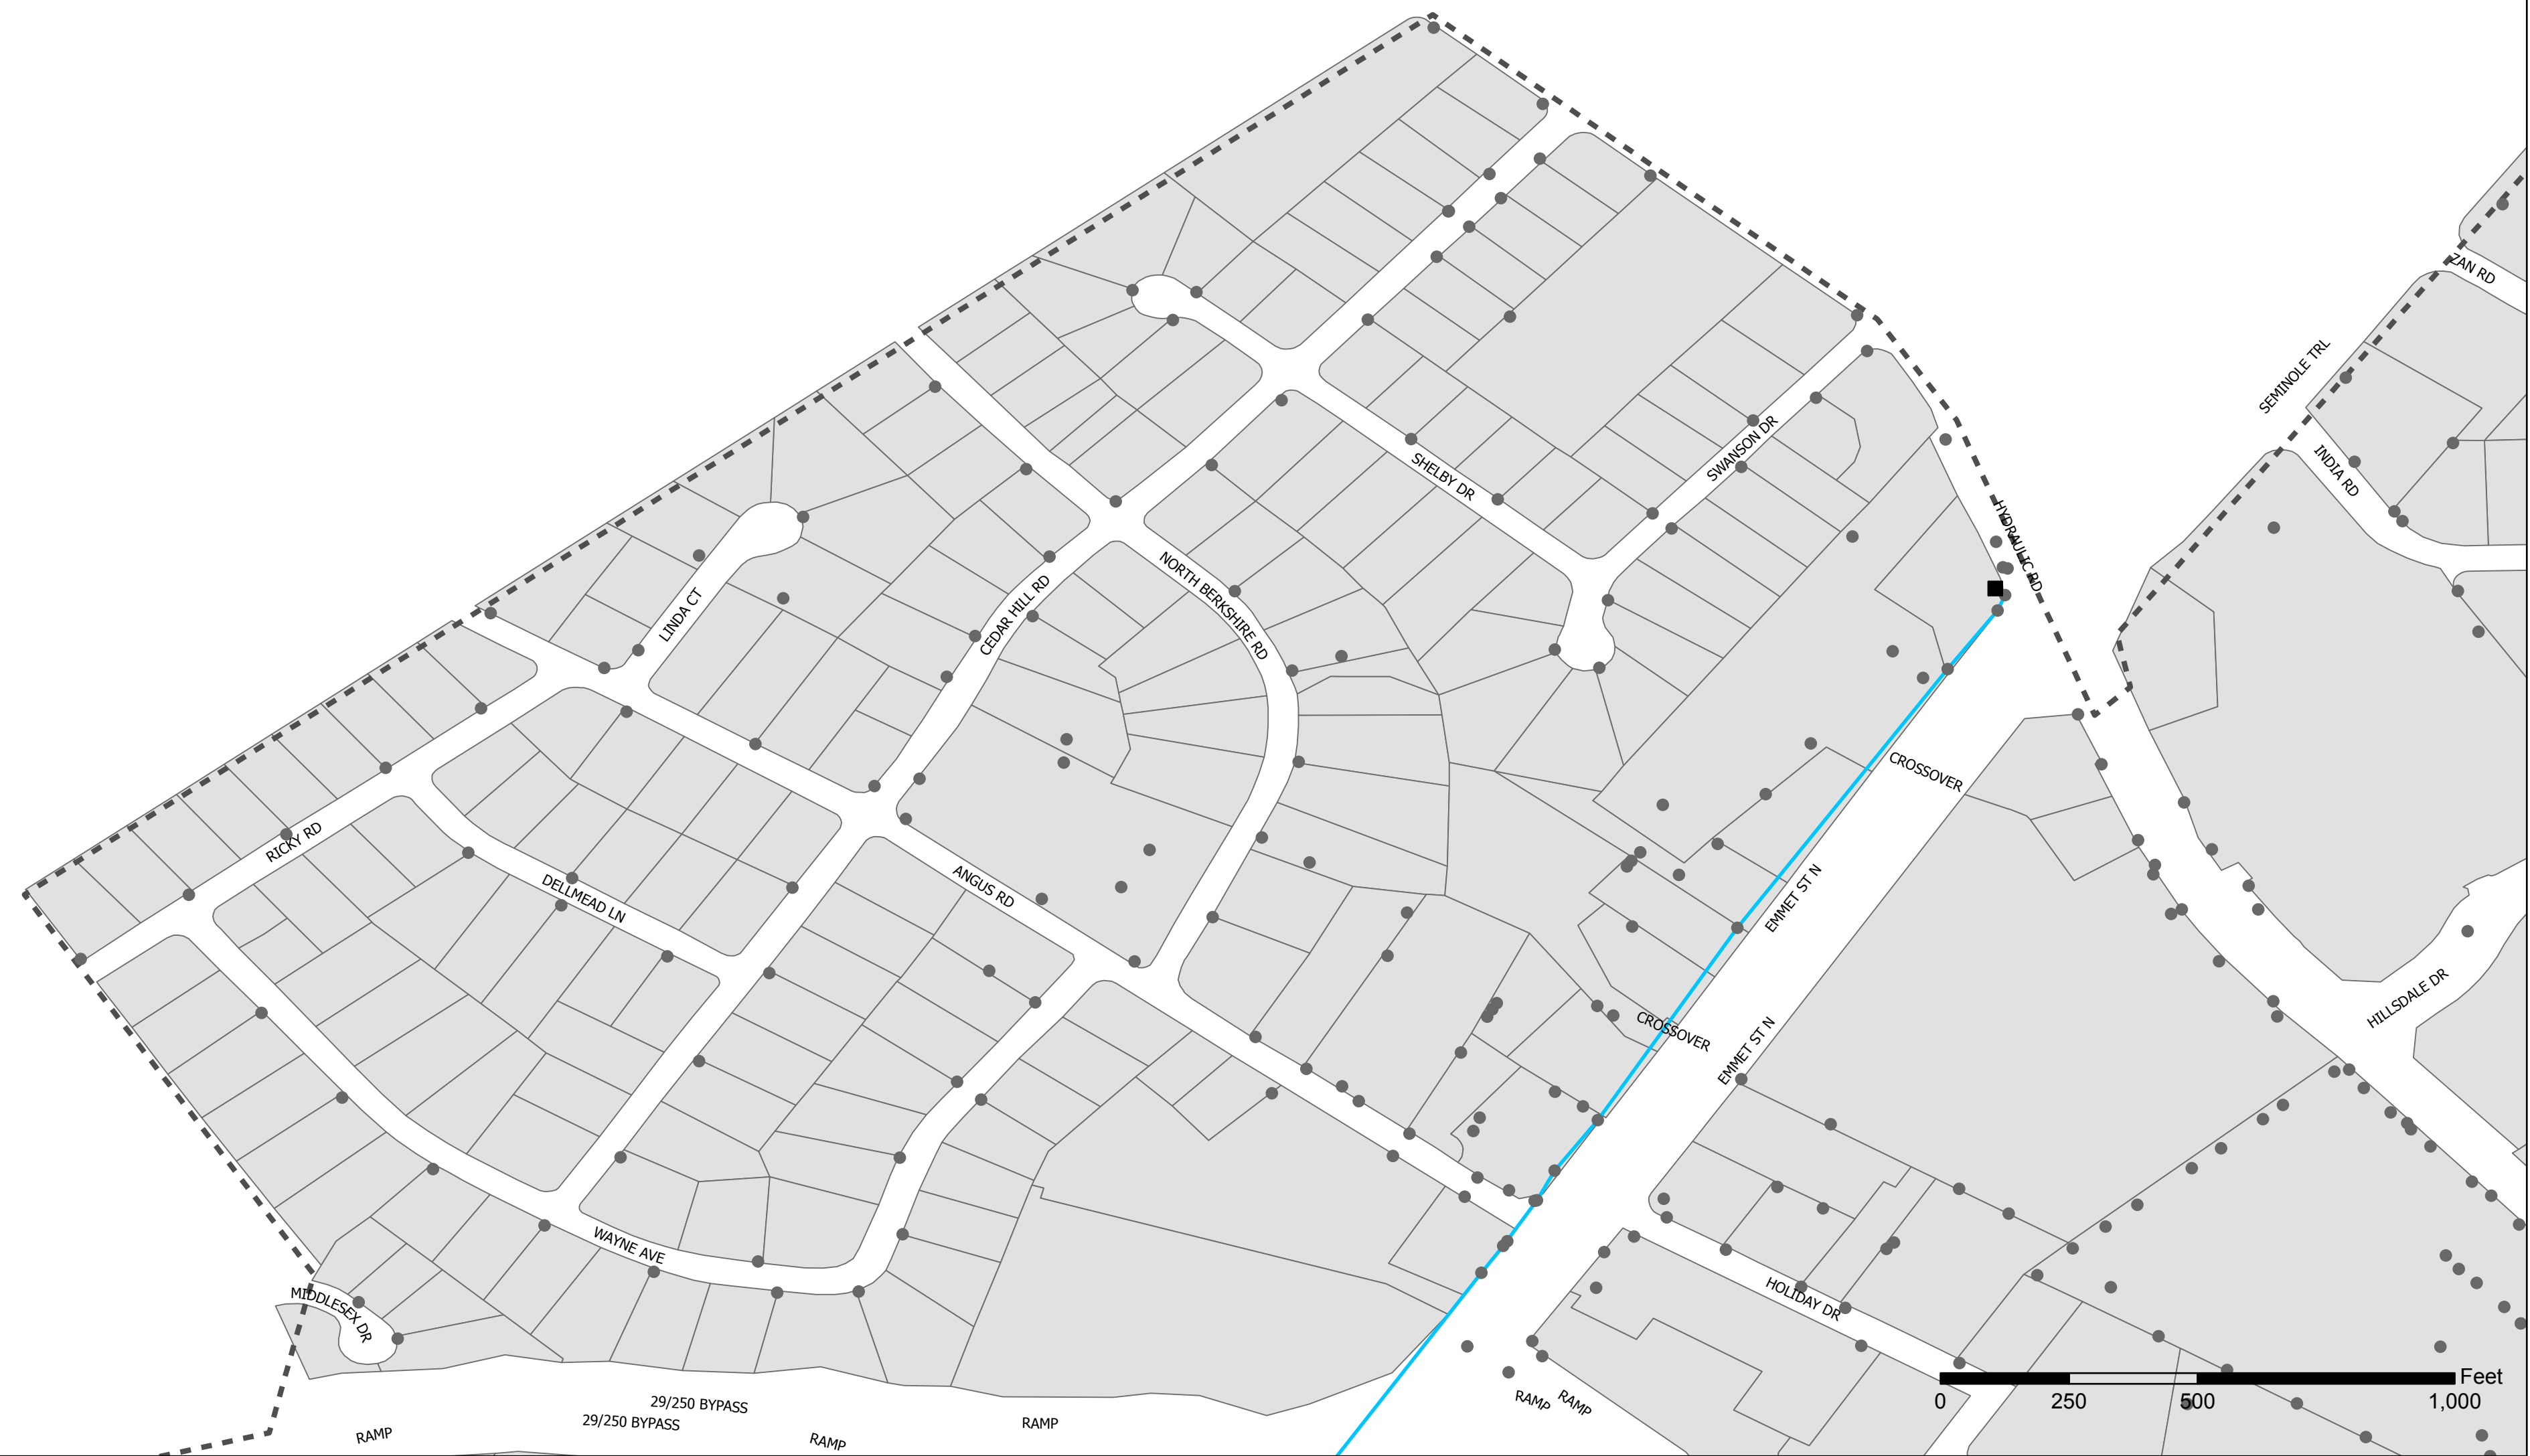 ZAN RD
SEMINOLE TRL
INDIA RD
SWANSON DR
SHELBY DR
HYDRAULIC RD
NORTH BERKSHIRE RD
CEDAR HILL RD
LINDA CT
CROSSOVER
RICKY RD
DELLMEAD LN
ANGUS RD
EMMET ST N
HILLSDALE DR
CROSSOVER
EMMET ST N
WAYNE AVE
MIDDLESEX DR
HOLIDAY DR
Feet
0 250 500 1,000
29/250 BYPASS
29/250 BYPASS
RAMP
RAMP
RAMP
RAMP
RAMP